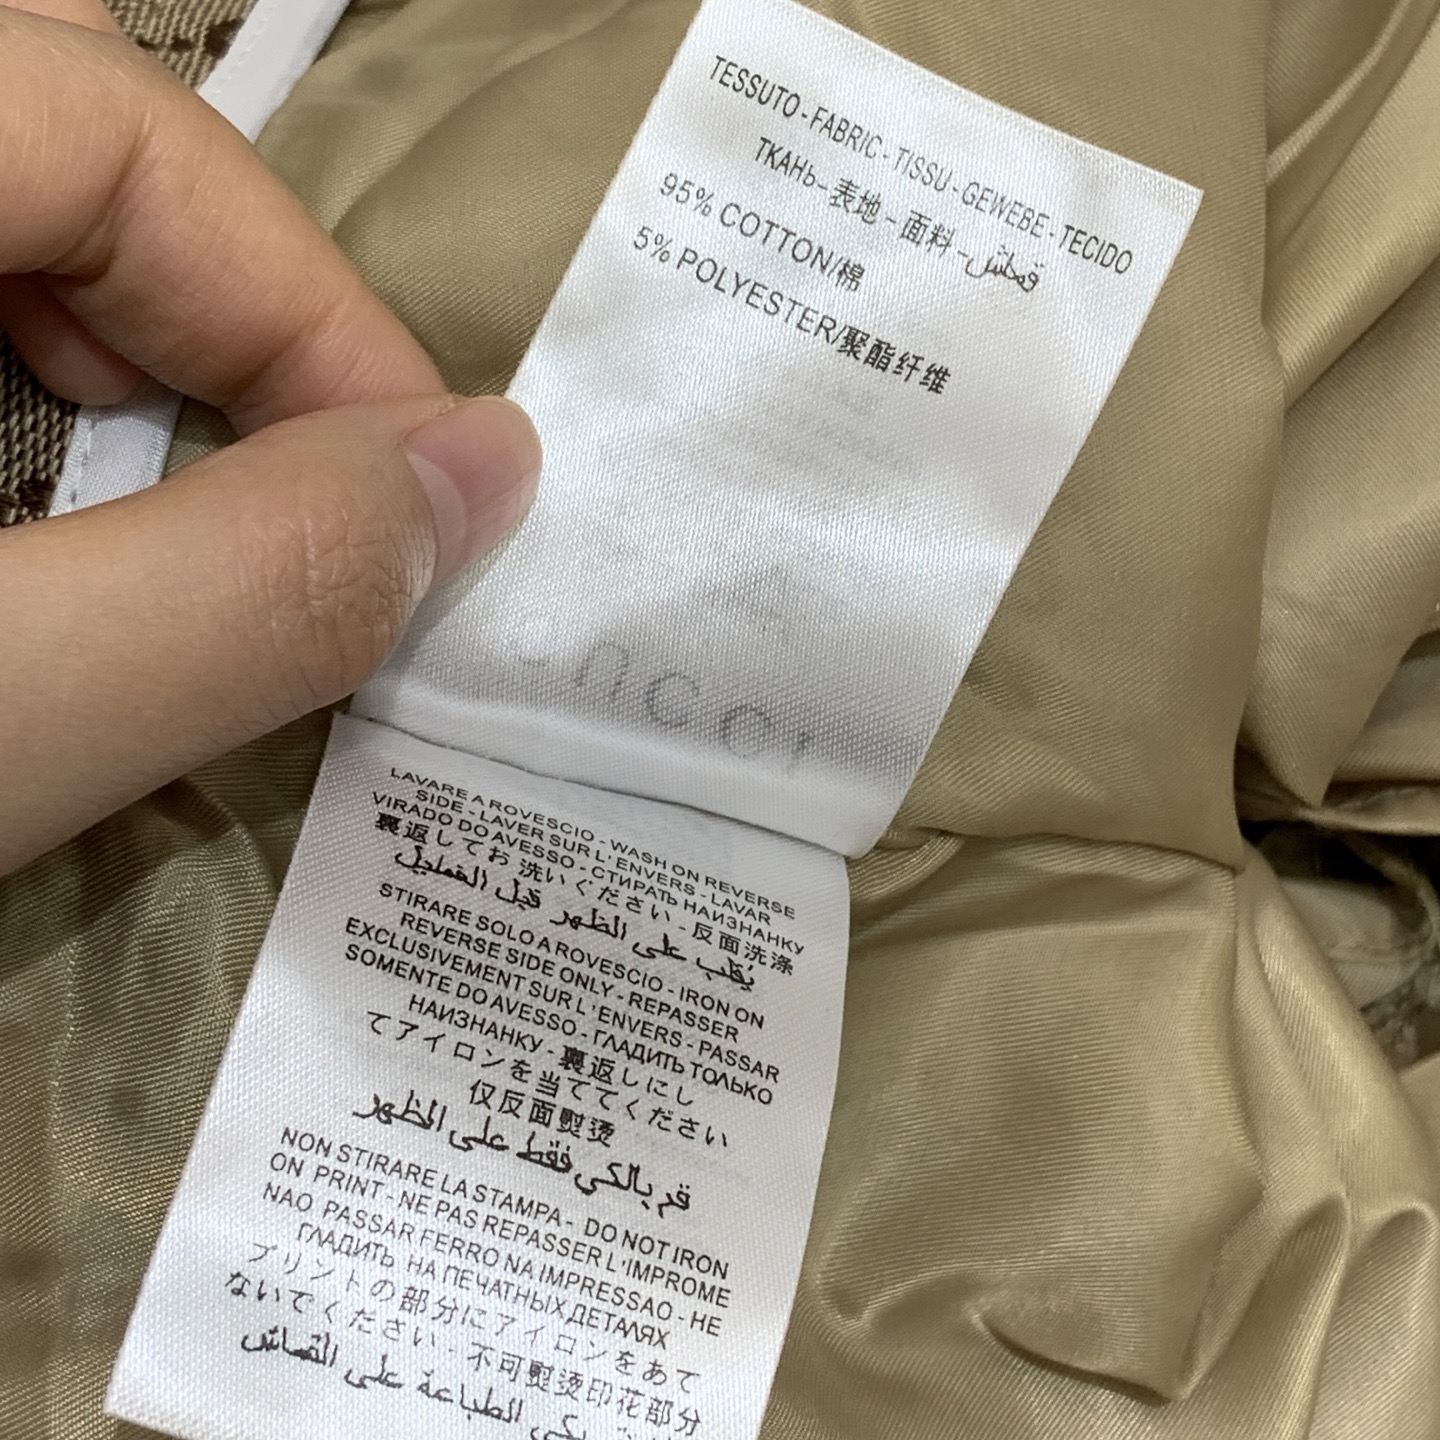 TESSUTO - FABRIC - TISSU - GEWEBE - TECIDO
ТКАНЬ - 表地 - 面料 - قماش
95% COTTON/棉
5% POLYESTER/聚酯纤维
LAVARE A ROVESCIO - WASH ON REVERSE
SIDE - LAVER SUR L'ENVERS - LAVAR
VIRADO DO AVESSO - СТИРАТЬ НАИЗНАНКУ
裏返してお洗いください - 反面洗涤
يُقلب على الظهر قبل الغسيل
STIRARE SOLO A ROVESCIO - IRON ON
REVERSE SIDE ONLY - REPASSER
EXCLUSIVEMENT SUR L'ENVERS - PASSAR
SOMENTE DO AVESSO - ГЛАДИТЬ ТОЛЬКО
НАИЗНАНКУ - 裏返しにし
てアイロンを当ててください
仅反面熨烫
قم بالكي فقط على الظهر
NON STIRARE LA STAMPA - DO NOT IRON
ON PRINT - NE PAS REPASSER L'IMPROME
NAO PASSAR FERRO NA IMPRESSAO - НЕ
ГЛАДИТЬ НА ПЕЧАТНЫХ ДЕТАЛЯХ
プリントの部分にアイロンをあて
ないでください - 不可熨烫印花部分
الطباعة على القماش